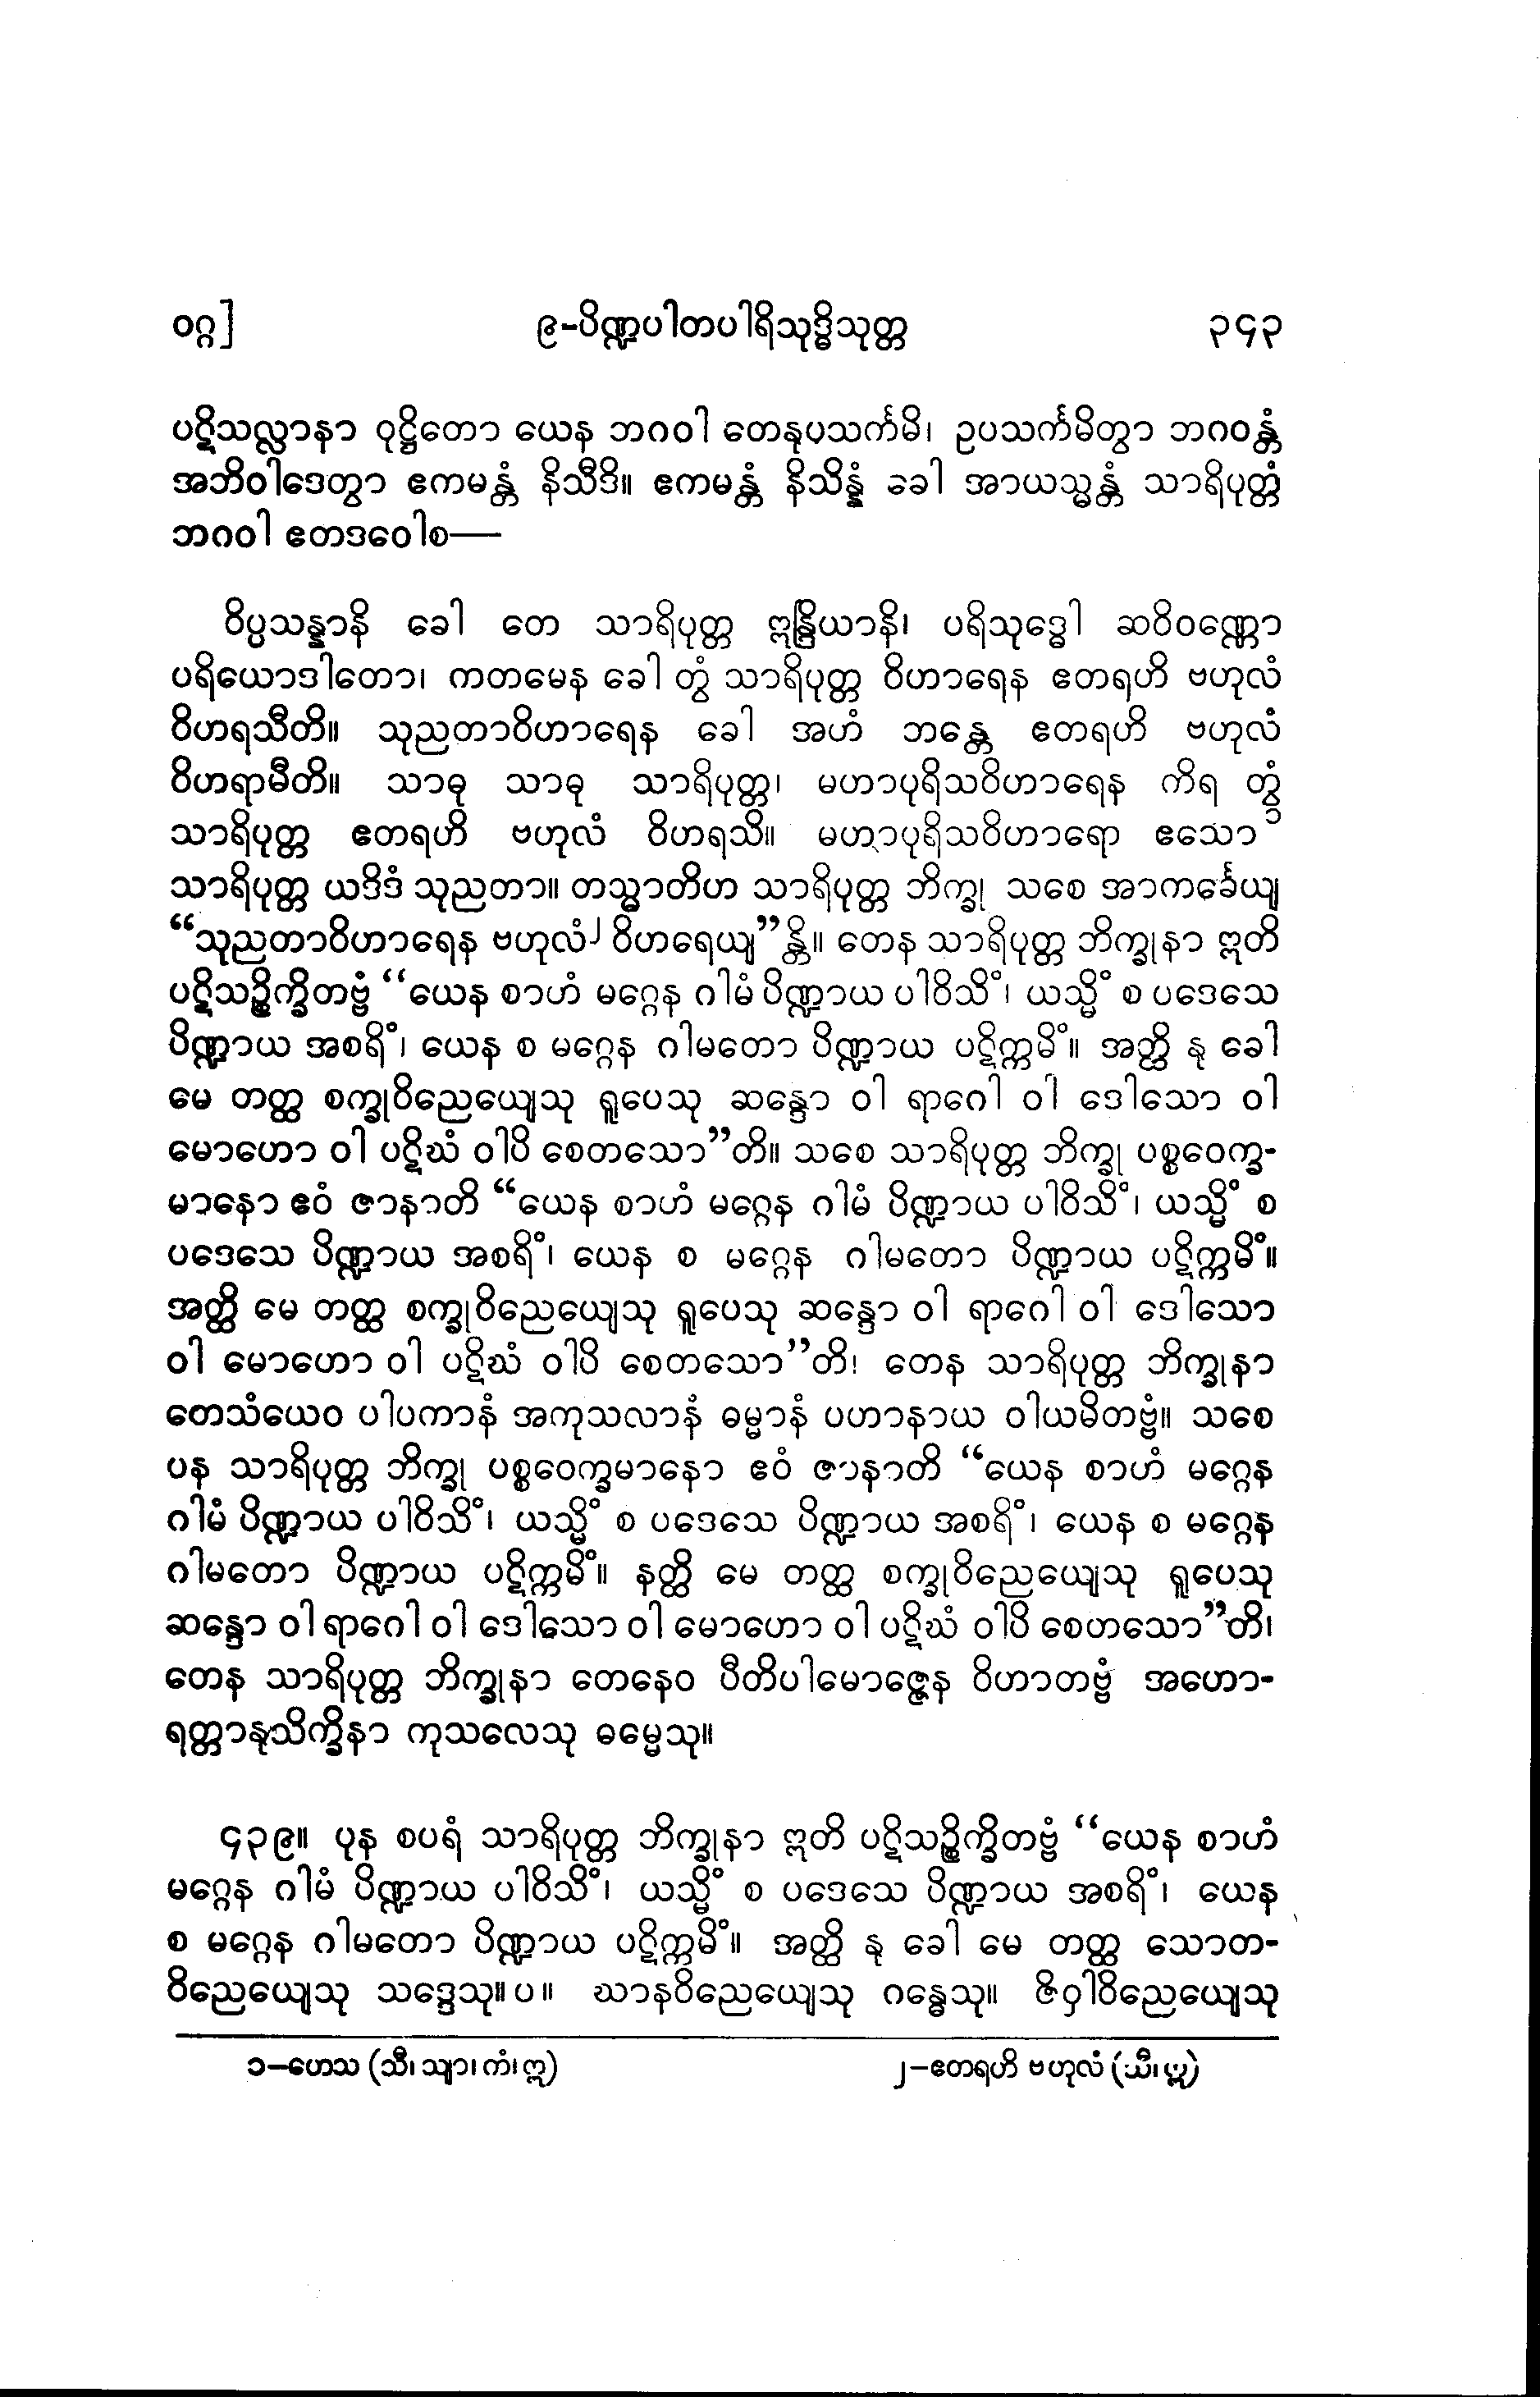 ဝဂ္ဂ] ၉-ပိဏ္ဍပါတပါရိသုဒ္ဓိသုတ္တ ၃၄၃
ပဋိသလ္လာနာ ဝုဋ္ဌိတော ယေန ဘဂဝါ တေနုပသင်္ကမိ၊ ဥပသင်္ကမိတွာ ဘဂဝန္တံ
အဘိဝါဒေတွာ ဧကမန္တံ နိသီဒိ။ ဧကမန္တံ နိသိန္နံ ခေါ အာယသ္မန္တံ သာရိပုတ္တံ
ဘဂဝါ ဧတဒဝေါစ—
ဝိပ္ပသန္နာနိ ခေါ တေ သာရိပုတ္တ ဣန္ဒြိယာနိ၊ ပရိသုဒ္ဓေါ ဆဝိဝဏ္ဏော
ပရိယောဒါတော၊ ကတမေန ခေါ တွံ သာရိပုတ္တ ဝိဟာရေန ဧတရဟိ ဗဟုလံ
ဝိဟရသီတိ။ သုညတာဝိဟာရေန ခေါ အဟံ ဘန္တေ ဧတရဟိ ဗဟုလံ
ဝိဟရာမီတိ။ သာဓု သာဓု သာရိပုတ္တ၊ မဟာပုရိသဝိဟာရေန ကိရ တွံ
သာရိပုတ္တ ဧတရဟိ ဗဟုလံ ဝိဟရသိ။ မဟာပုရိသဝိဟာရော ဧသော ၁
သာရိပုတ္တ ယဒိဒံ သုညတာ။ တသ္မာတိဟ သာရိပုတ္တ ဘိက္ခု သစေ အာကင်္ခေယျ
“သုညတာဝိဟာရေန ဗဟုလံ၂ ဝိဟရေယျ”န္တိ။ တေန သာရိပုတ္တ ဘိက္ခုနာ ဣတိ
ပဋိသဉ္စိက္ခိတဗ္ဗံ “ယေန စာဟံ မဂ္ဂေန ဂါမံ ပိဏ္ဍာယ ပါဝိသိံ၊ ယသ္မိံ စ ပဒေသေ
ပိဏ္ဍာယ အစရိံ၊ ယေန စ မဂ္ဂေန ဂါမတော ပိဏ္ဍာယ ပဋိက္ကမိံ။ အတ္ထိ နု ခေါ
မေ တတ္ထ စက္ခုဝိညေယျေသု ရူပေသု ဆန္ဒော ဝါ ရာဂေါ ဝါ ဒေါသော ဝါ
မောဟော ဝါ ပဋိဃံ ဝါပိ စေတသော”တိ။ သစေ သာရိပုတ္တ ဘိက္ခု ပစ္စဝေက္ခ-
မာနော ဧဝံ ဇာနာတိ “ယေန စာဟံ မဂ္ဂေန ဂါမံ ပိဏ္ဍာယ ပါဝိသိံ၊ ယသ္မိံ စ
ပဒေသေ ပိဏ္ဍာယ အစရိံ၊ ယေန စ မဂ္ဂေန ဂါမတော ပိဏ္ဍာယ ပဋိက္ကမိံ။
အတ္ထိ မေ တတ္ထ စက္ခုဝိညေယျေသု ရူပေသု ဆန္ဒော ဝါ ရာဂေါ ဝါ ဒေါသော
ဝါ မောဟော ဝါ ပဋိဃံ ဝါပိ စေတသော”တိ၊ တေန သာရိပုတ္တ ဘိက္ခုနာ
တေသံယေဝ ပါပကာနံ အကုသလာနံ ဓမ္မာနံ ပဟာနာယ ဝါယမိတဗ္ဗံ။ သစေ
ပန သာရိပုတ္တ ဘိက္ခု ပစ္စဝေက္ခမာနော ဧဝံ ဇာနာတိ “ယေန စာဟံ မဂ္ဂေန
ဂါမံ ပိဏ္ဍာယ ပါဝိသိံ၊ ယသ္မိံ စ ပဒေသေ ပိဏ္ဍာယ အစရိံ၊ ယေန စ မဂ္ဂေန
ဂါမတော ပိဏ္ဍာယ ပဋိက္ကမိံ။ နတ္ထိ မေ တတ္ထ စက္ခုဝိညေယျေသု ရူပေသု
ဆန္ဒော ဝါ ရာဂေါ ဝါ ဒေါသော ဝါ မောဟော ဝါ ပဋိဃံ ဝါပိ စေတသော”တိ၊
တေန သာရိပုတ္တ ဘိက္ခုနာ တေနေဝ ပီတိပါမောဇ္ဇေန ဝိဟာတဗ္ဗံ အဟော-
ရတ္တာနုသိက္ခိနာ ကုသလေသု ဓမ္မေသု။
၄၃၉။ ပုန စပရံ သာရိပုတ္တ ဘိက္ခုနာ ဣတိ ပဋိသဉ္စိက္ခိတဗ္ဗံ “ယေန စာဟံ
မဂ္ဂေန ဂါမံ ပိဏ္ဍာယ ပါဝိသိံ၊ ယသ္မိံ စ ပဒေသေ ပိဏ္ဍာယ အစရိံ၊ ယေန
စ မဂ္ဂေန ဂါမတော ပိဏ္ဍာယ ပဋိက္ကမိံ။ အတ္ထိ နု ခေါ မေ တတ္ထ သောတ-
ဝိညေယျေသု သဒ္ဒေသု။ပ။ ဃာနဝိညေယျေသု ဂန္ဓေသု။ ဇိဝှါဝိညေယျေသု
၁–ဟေသ (သီ၊ သျာ၊ ကံ၊ ဣ) ၂–ဧတရဟိ ဗဟုလံ (သီ၊ ဣ)